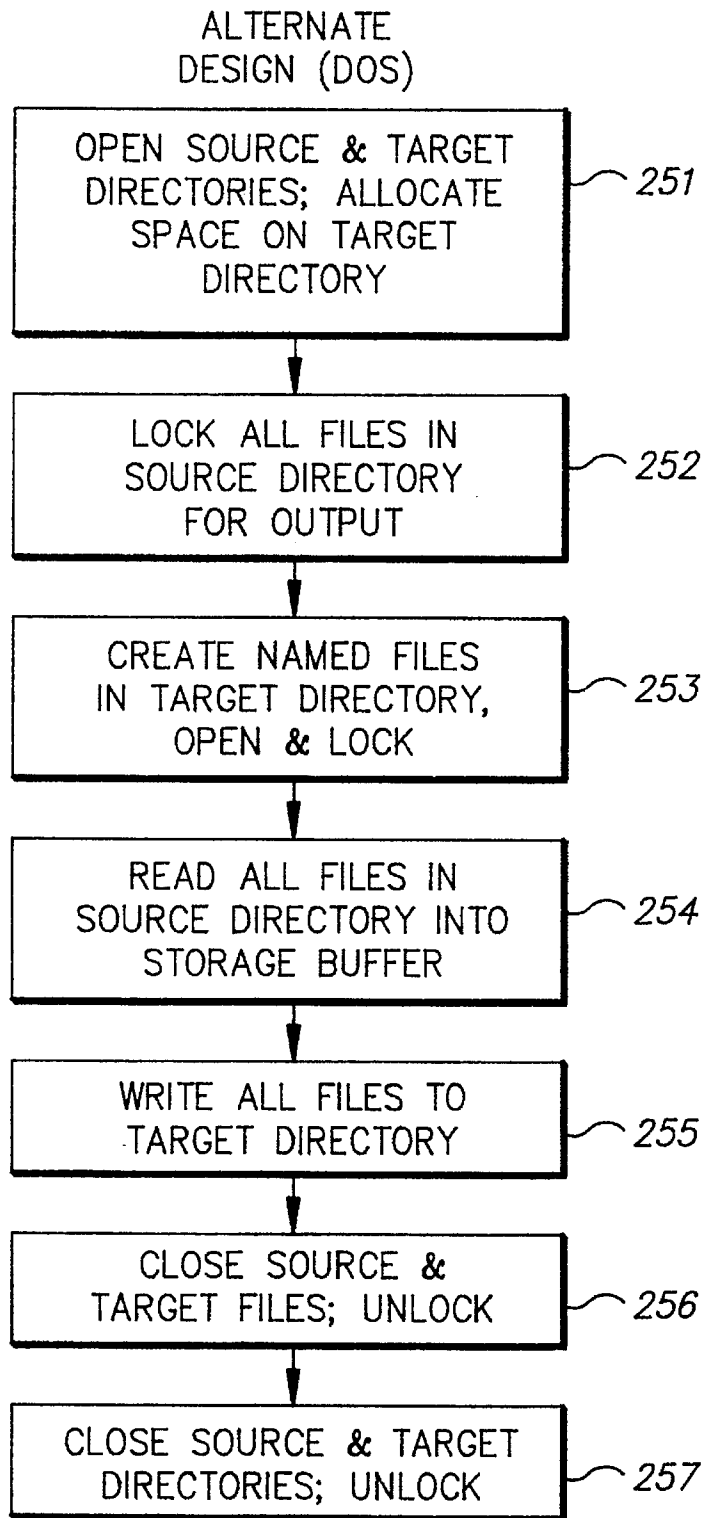 ALTERNATE
DESIGN (DOS)
OPEN SOURCE & TARGET
DIRECTORIES; ALLOCATE
SPACE ON TARGET
DIRECTORY
251
LOCK ALL FILES IN
SOURCE DIRECTORY
FOR OUTPUT
252
CREATE NAMED FILES
IN TARGET DIRECTORY,
OPEN & LOCK
253
READ ALL FILES IN
SOURCE DIRECTORY INTO
STORAGE BUFFER
254
WRITE ALL FILES TO
TARGET DIRECTORY
255
CLOSE SOURCE &
TARGET FILES; UNLOCK
256
CLOSE SOURCE & TARGET
DIRECTORIES; UNLOCK
257